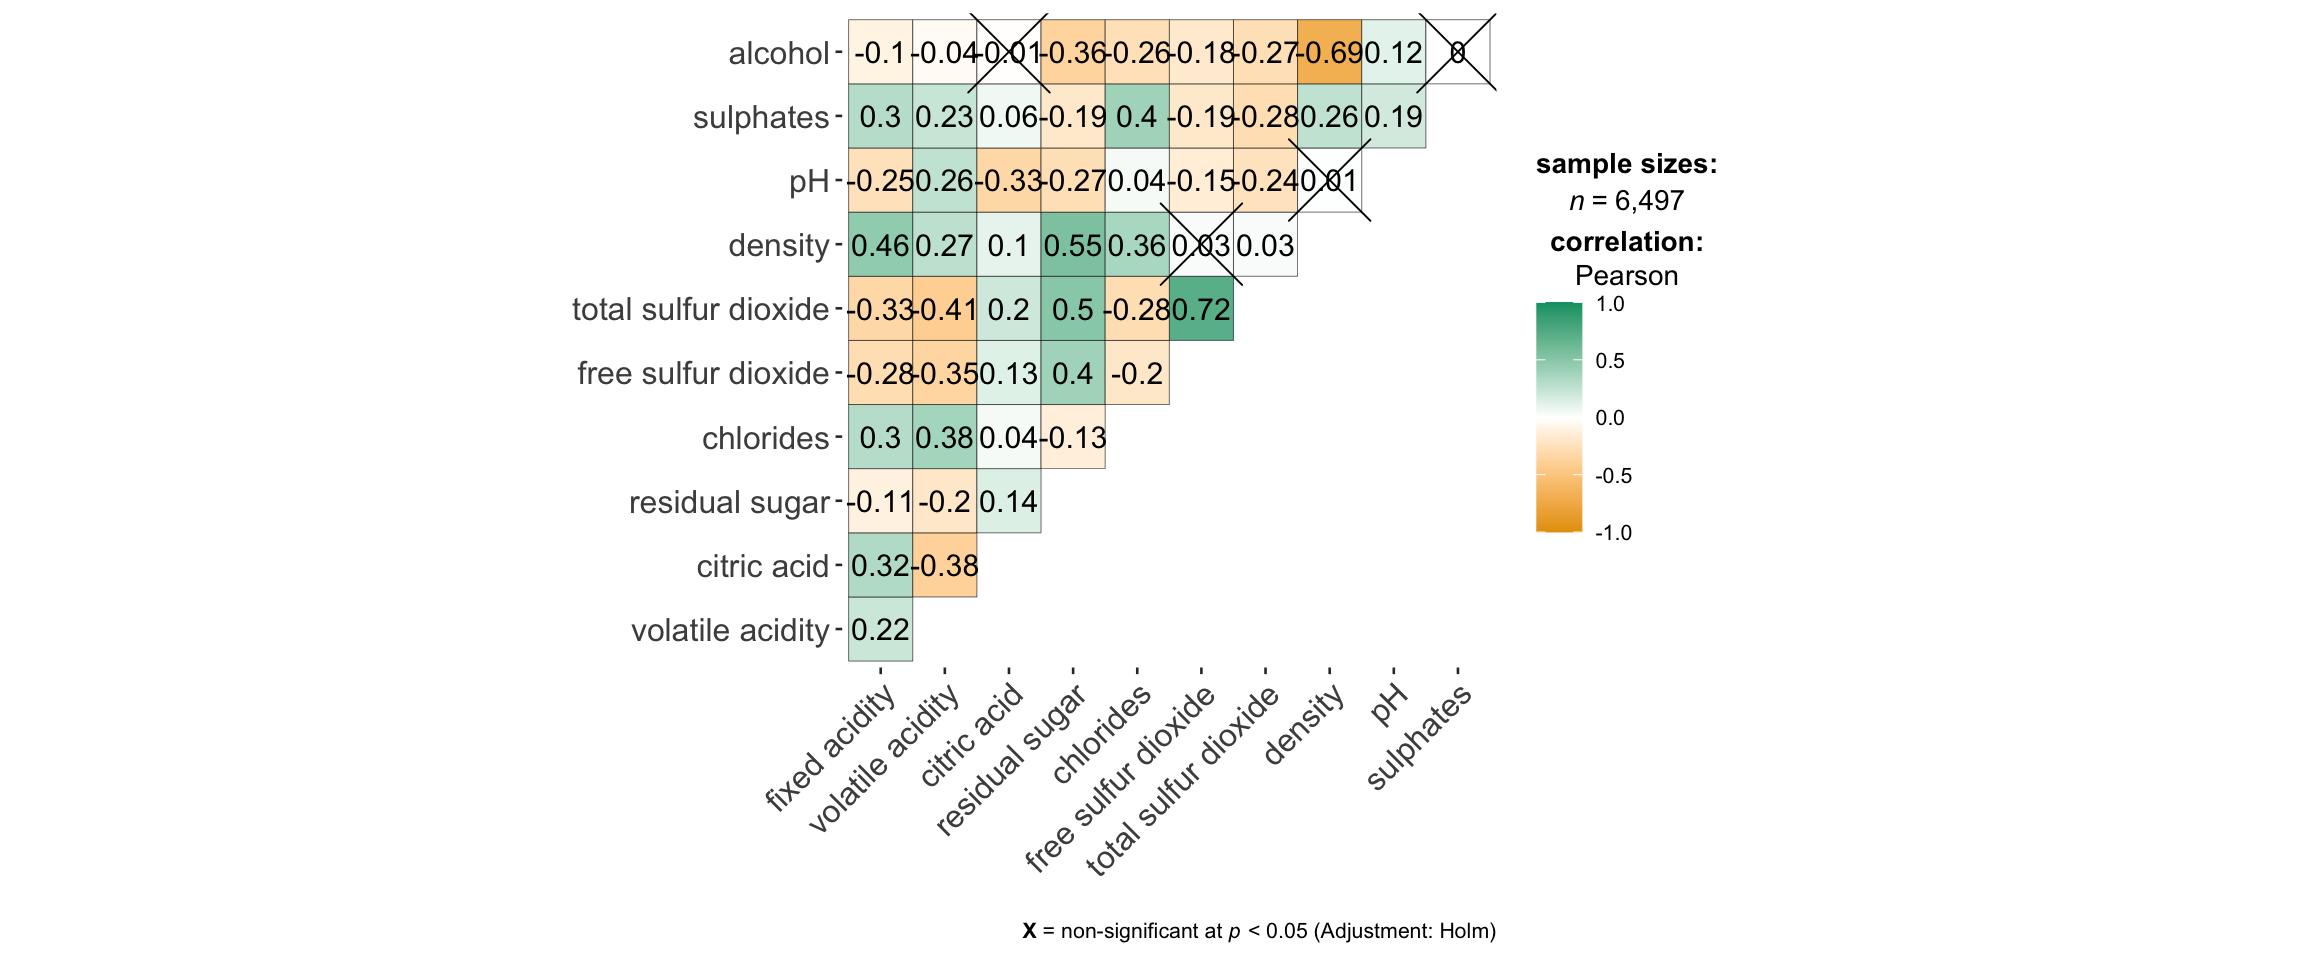 alcohol -0.1 -0.04 -0.01 -0.36 -0.26 -0.18 -0.27 -0.69 0.12 0
sulphates 0.3 0.23 0.06 -0.19 0.4 -0.19 -0.28 0.26 0.19
pH -0.25 0.26 -0.33 -0.27 0.04 -0.15 -0.24 0.01
density 0.46 0.27 0.1 0.55 0.36 0.03 0.03
total sulfur dioxide -0.33 -0.41 0.2 0.5 -0.28 0.72
free sulfur dioxide -0.28 -0.35 0.13 0.4 -0.2
chlorides 0.3 0.38 0.04 -0.13
residual sugar -0.11 -0.2 0.14
citric acid 0.32 -0.38
volatile acidity 0.22
fixed acidity
volatile acidity
citric acid
residual sugar
chlorides
free sulfur dioxide
total sulfur dioxide
density
pH
sulphates
sample sizes:
n = 6,497
correlation:
Pearson
1.0
0.5
0.0
-0.5
-1.0
X = non-significant at p < 0.05 (Adjustment: Holm)